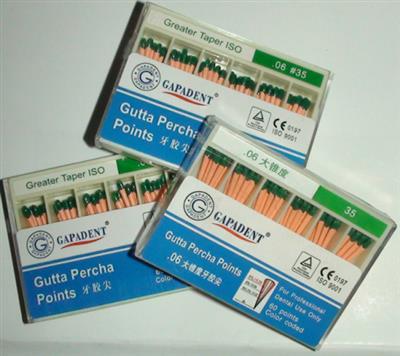 Greater Taper ISO
.06 #35
GAPADENT
Gutta Percha
Points 牙胶尖
CE 0197
ISO 9001
Greater Taper ISO
GAPADENT
Gutta Percha
Points 牙胶尖
.06 大锥度
35
GAPADENT
Gutta Percha Points
.06 大锥度牙胶尖
CE 0197
ISO 9001
For Professional
Dental Use Only
60 points
Color coded